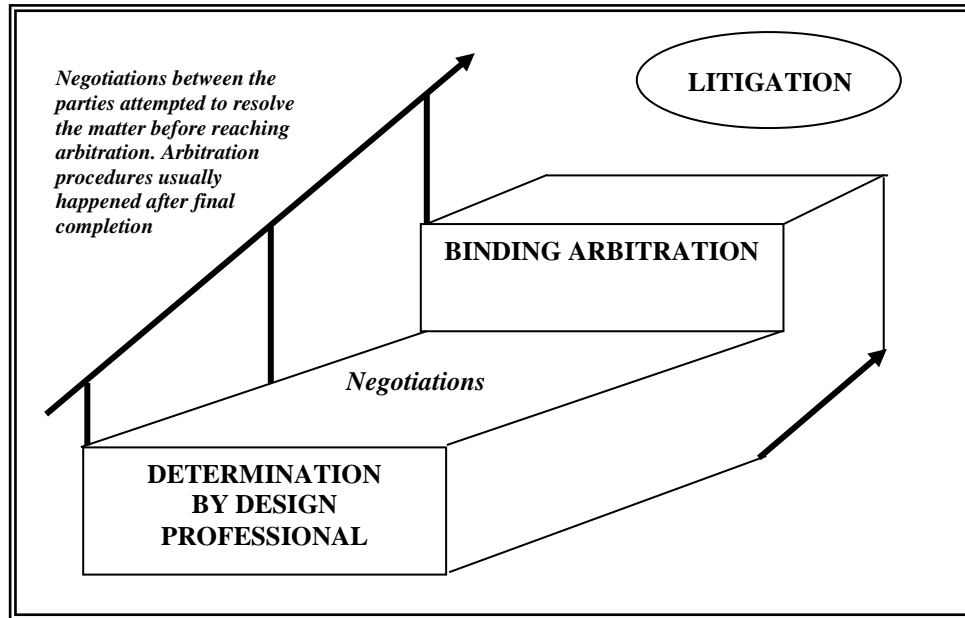 Negotiations between the
parties attempted to resolve
the matter before reaching
arbitration. Arbitration
procedures usually
happened after final
completion
LITIGATION
BINDING ARBITRATION
Negotiations
DETERMINATION
BY DESIGN
PROFESSIONAL